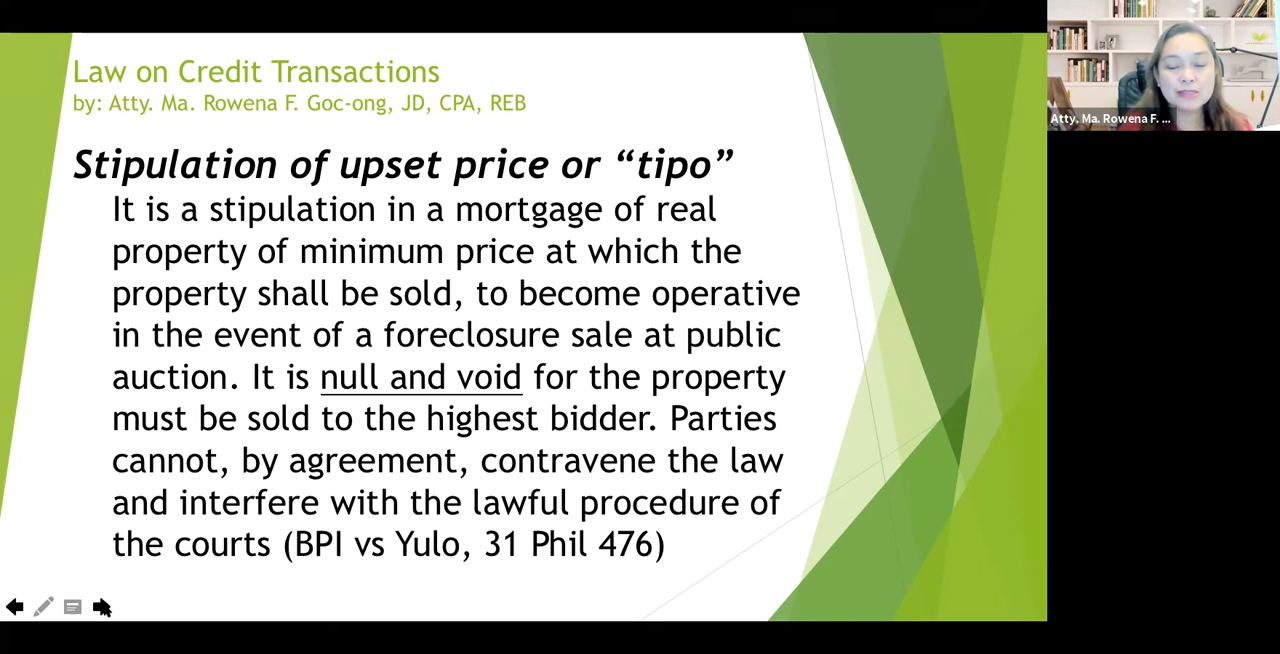 Law on Credit Transactions
by: Atty. Ma. Rowena F. Goc-ong, JD, CPA, REB
Stipulation of upset price or “tipo”
It is a stipulation in a mortgage of real
property of minimum price at which the
property shall be sold, to become operative
in the event of a foreclosure sale at public
auction. It is null and void for the property
must be sold to the highest bidder. Parties
cannot, by agreement, contravene the law
and interfere with the lawful procedure of
the courts (BPI vs Yulo, 31 Phil 476)
Atty. Ma. Rowena F. ...